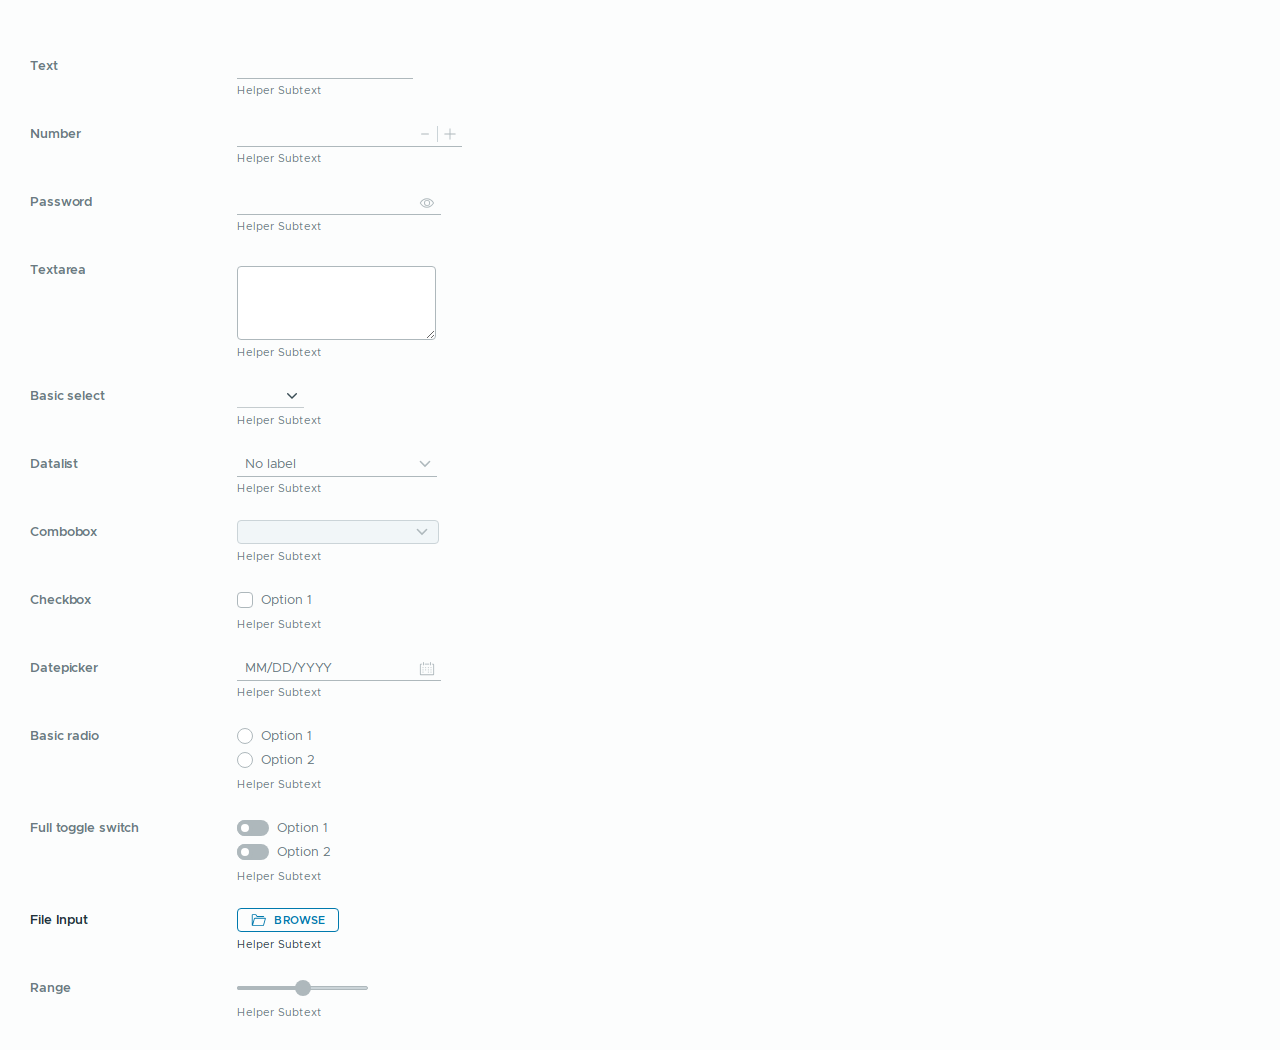 Text
Helper Subtext
Number
Helper Subtext
Password
Helper Subtext
Textarea
Helper Subtext
Basic select
Helper Subtext
Datalist No label
Helper Subtext
Combobox
Helper Subtext
Checkbox Option 1
Helper Subtext
Datepicker MM/DD/YYYY
Helper Subtext
Basic radio Option 1
Option 2
Helper Subtext
Full toggle switch Option 1
Option 2
Helper Subtext
File Input BROWSE
Helper Subtext
Range
Helper Subtext